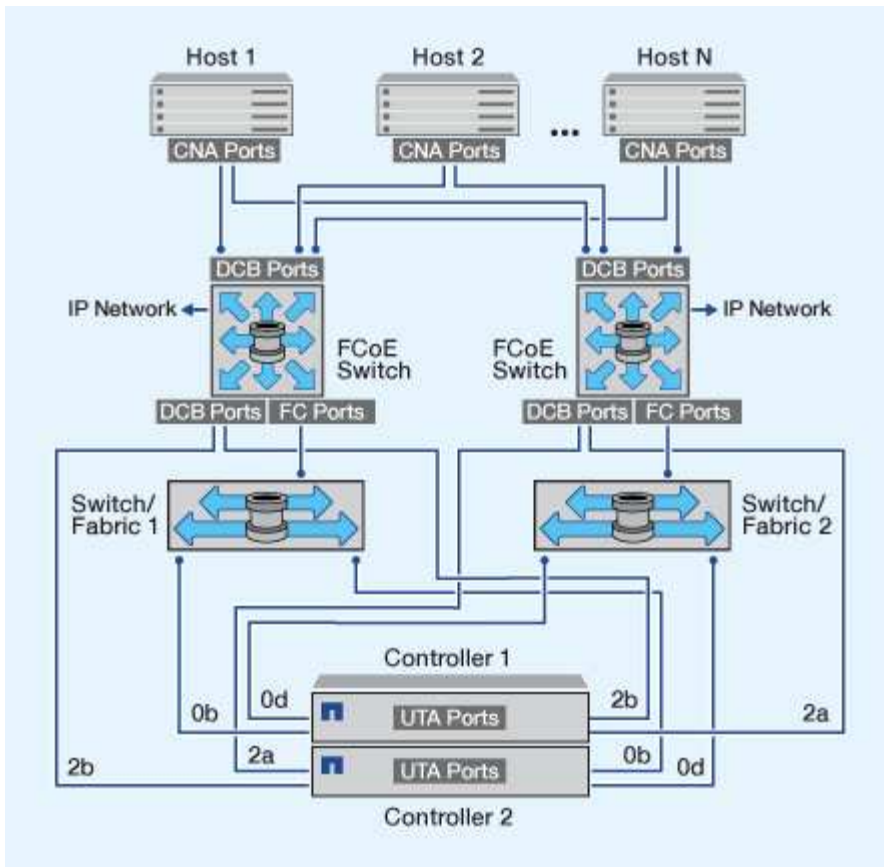 Host 1
Host 2
Host N
...
CNA Ports
CNA Ports
CNA Ports
DCB Ports
DCB Ports
IP Network
IP Network
FCoE
Switch
FCoE
Switch
DCB Ports
FC Ports
DCB Ports
FC Ports
Switch/
Fabric 1
Switch/
Fabric 2
Controller 1
0b
0d
UTA Ports
2b
2a
2b
2a
UTA Ports
0b
0d
Controller 2